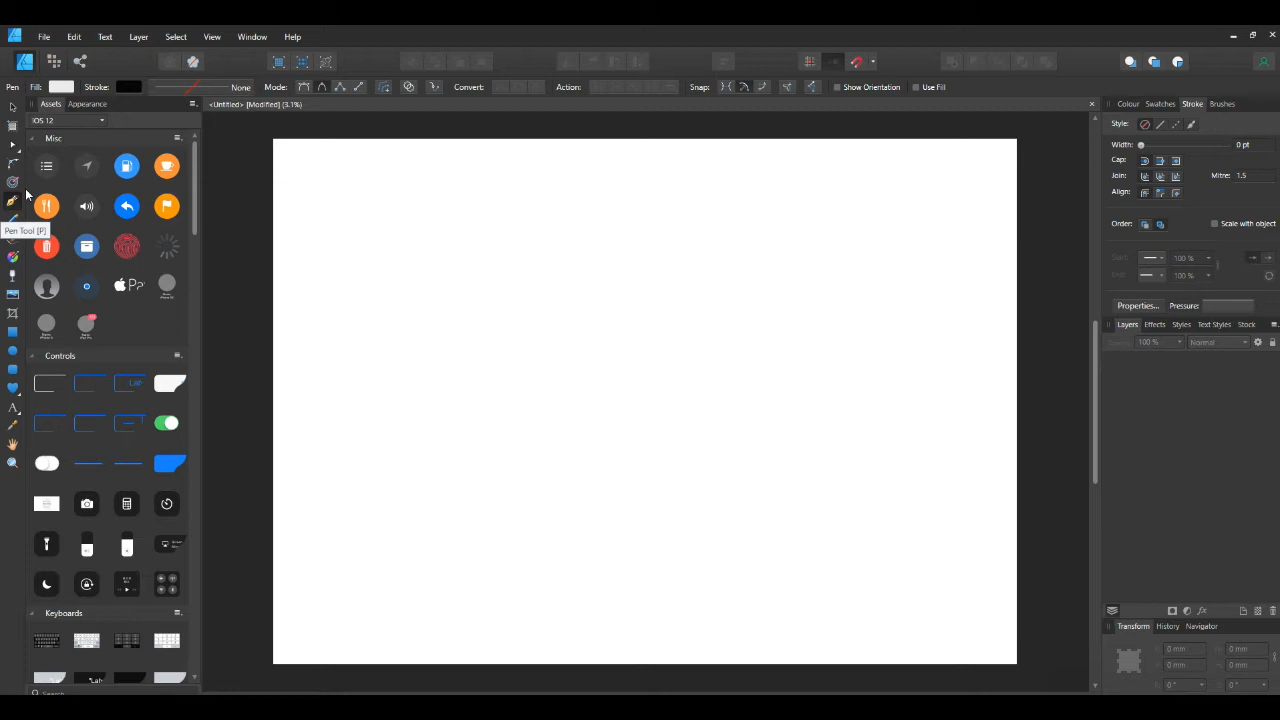 File Edit Text Layer Select View Window Help
Pen Fill: Stroke: None Mode: Convert: Action: Snap: Show Orientation Use Fill
Assets Appearance
<Untitled> [Modified] (3.1%)
Colour Swatches Stroke Brushes
iOS 12
Style:
Misc
Width: 0 pt
Cap:
Join: Mitre: 1.5
Align:
Order: Scale with object
Pen Tool [P]
Start: 100 %
End: 100 %
Properties... Pressure:
Layers Effects Styles Text Styles Stock
Opacity: 100 % Normal
Controls
Keyboards
Transform History Navigator
X: 0 mm W: 0 mm
Y: 0 mm H: 0 mm
R: 0 ° S: 0 °
Search